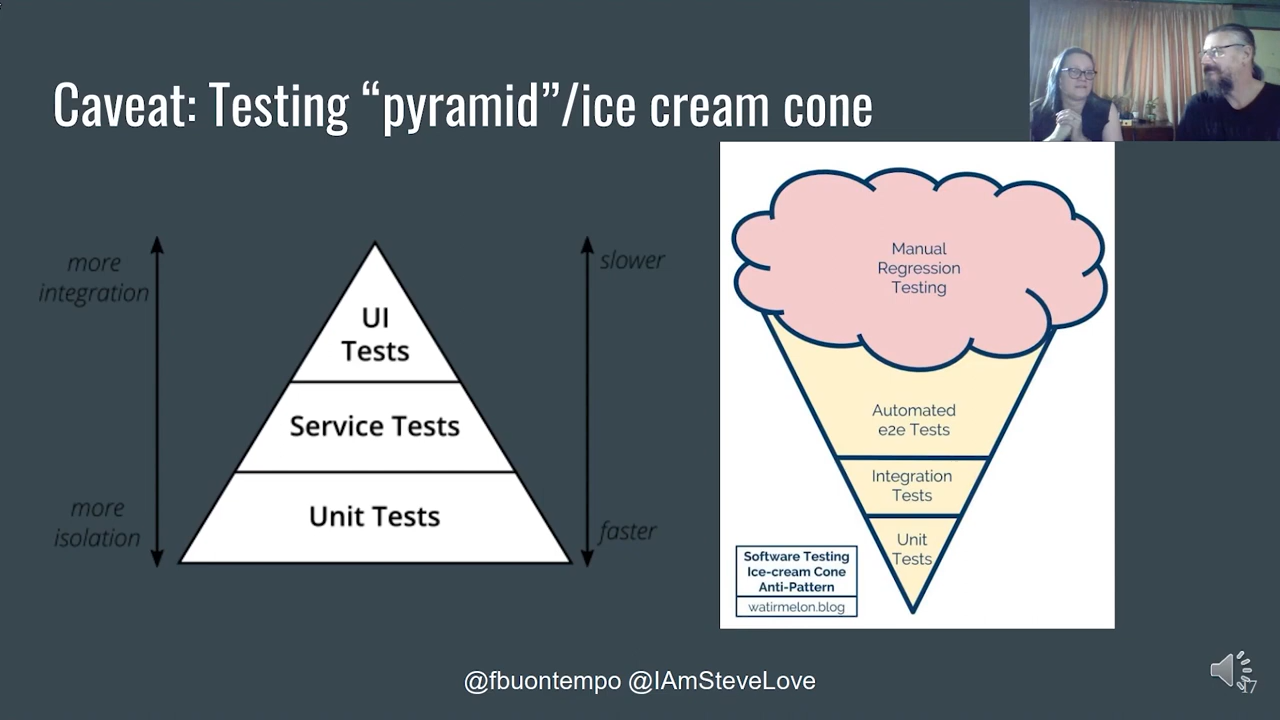 Caveat: Testing “pyramid”/ice cream cone
more
integration
more
isolation
UI
Tests
Service Tests
Unit Tests
slower
faster
Manual
Regression
Testing
Automated
e2e Tests
Integration
Tests
Unit
Tests
Software Testing
Ice-cream Cone
Anti-Pattern
watirmelon.blog
@fbuontempo @IAmSteveLove
17